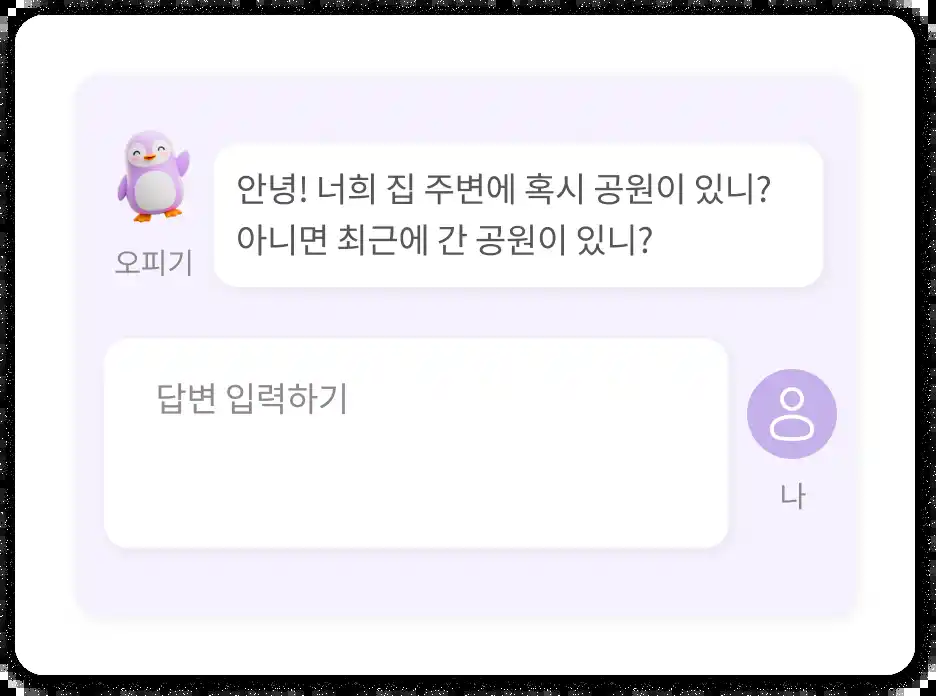 안녕! 너희 집 주변에 혹시 공원이 있니?
아니면 최근에 간 공원이 있니?
오피기
답변 입력하기
나